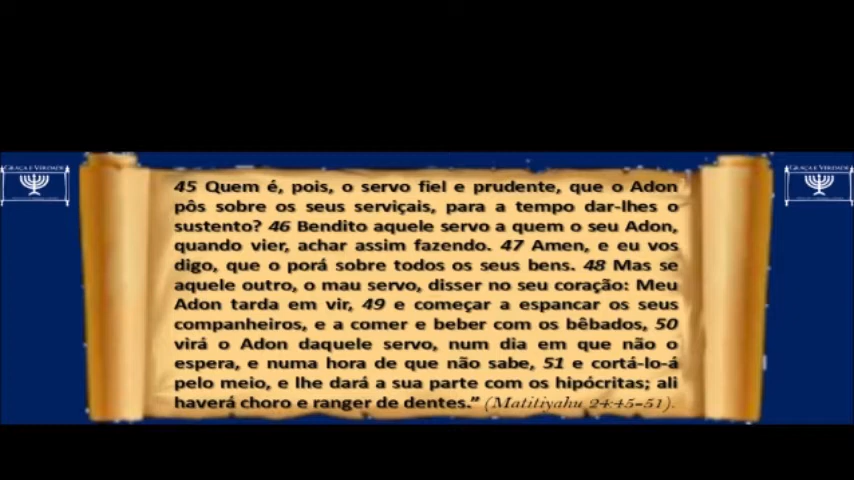 GRAÇA E VERDADE
GRAÇA E VERDADE
45 Quem é, pois, o servo fiel e prudente, que o Adon
pôs sobre os seus serviçais, para a tempo dar-lhes o
sustento? 46 Bendito aquele servo a quem o seu Adon,
quando vier, achar assim fazendo. 47 Amen, e eu vos
digo, que o porá sobre todos os seus bens. 48 Mas se
aquele outro, o mau servo, disser no seu coração: Meu
Adon tarda em vir, 49 e começar a espancar os seus
companheiros, e a comer e beber com os bêbados, 50
virá o Adon daquele servo, num dia em que não o
espera, e numa hora de que não sabe, 51 e cortá-lo-á
pelo meio, e lhe dará a sua parte com os hipócritas; ali
haverá choro e ranger de dentes.” (Matitiyahu 24:45-51).